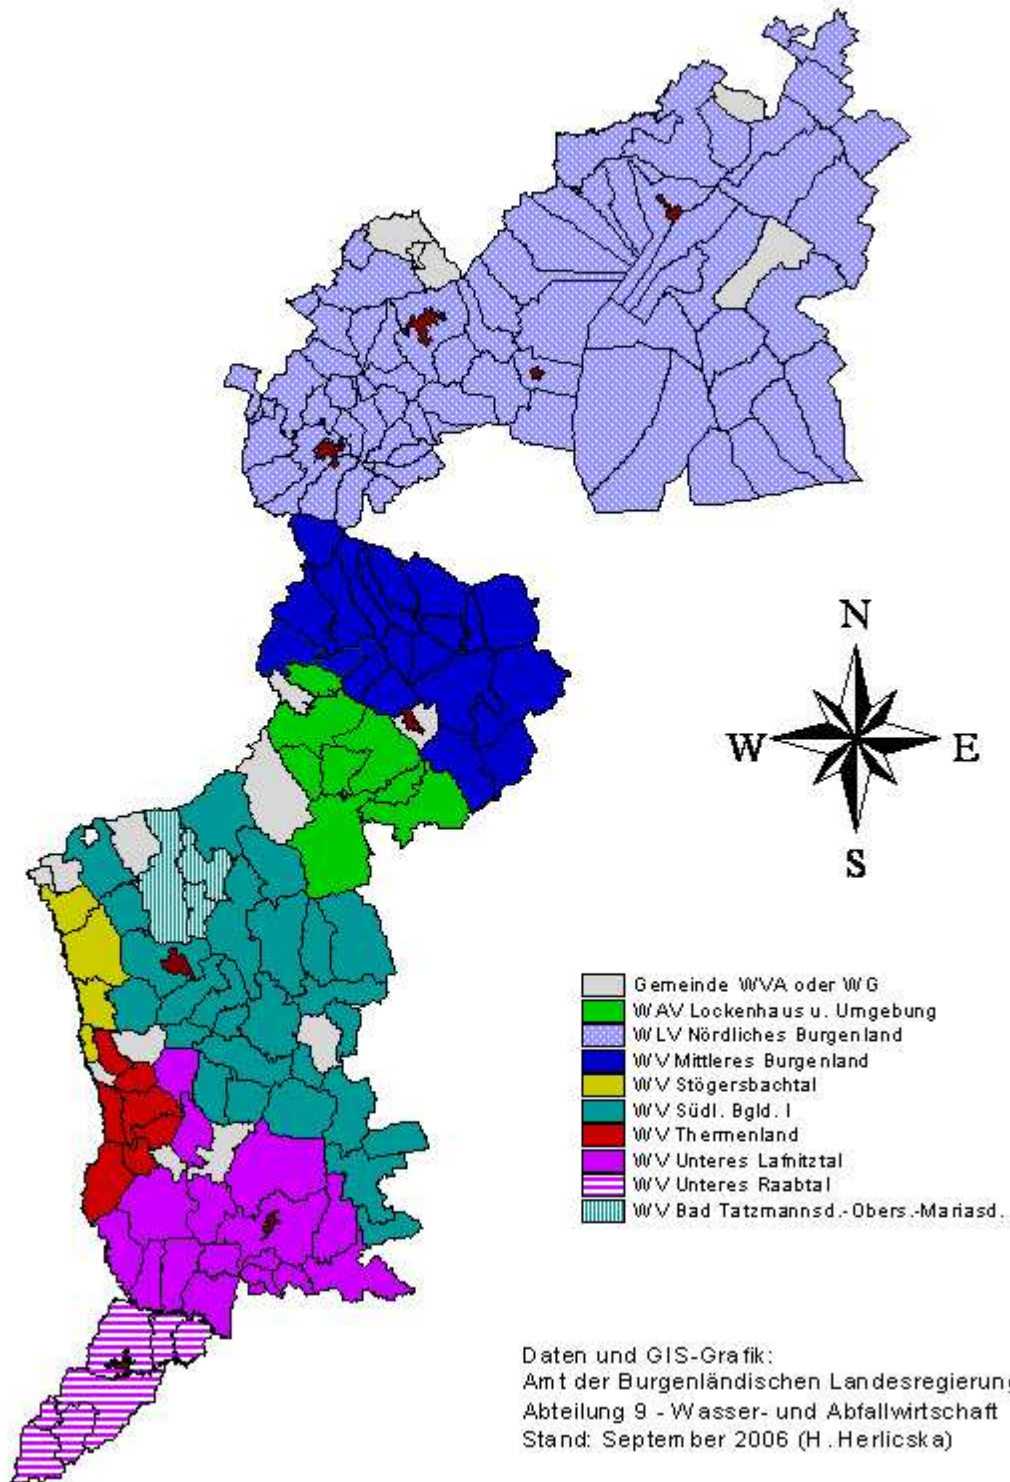 N
W E
S
Gemeinde WVA oder WG
WAV Lockenhaus u. Umgebung
WLV Nördliches Burgenland
WV Mittleres Burgenland
WV Stögersbachtal
WV Südl. Bgld. I
WV Thermenland
WV Unteres Lafnitztal
WV Unteres Raabtal
WV Bad Tatzmannsd.-Obers.-Mariasd.
Daten und GIS-Grafik:
Amt der Burgenländischen Landesregierung
Abteilung 9 - Wasser- und Abfallwirtschaft
Stand: September 2006 (H.Herlicska)